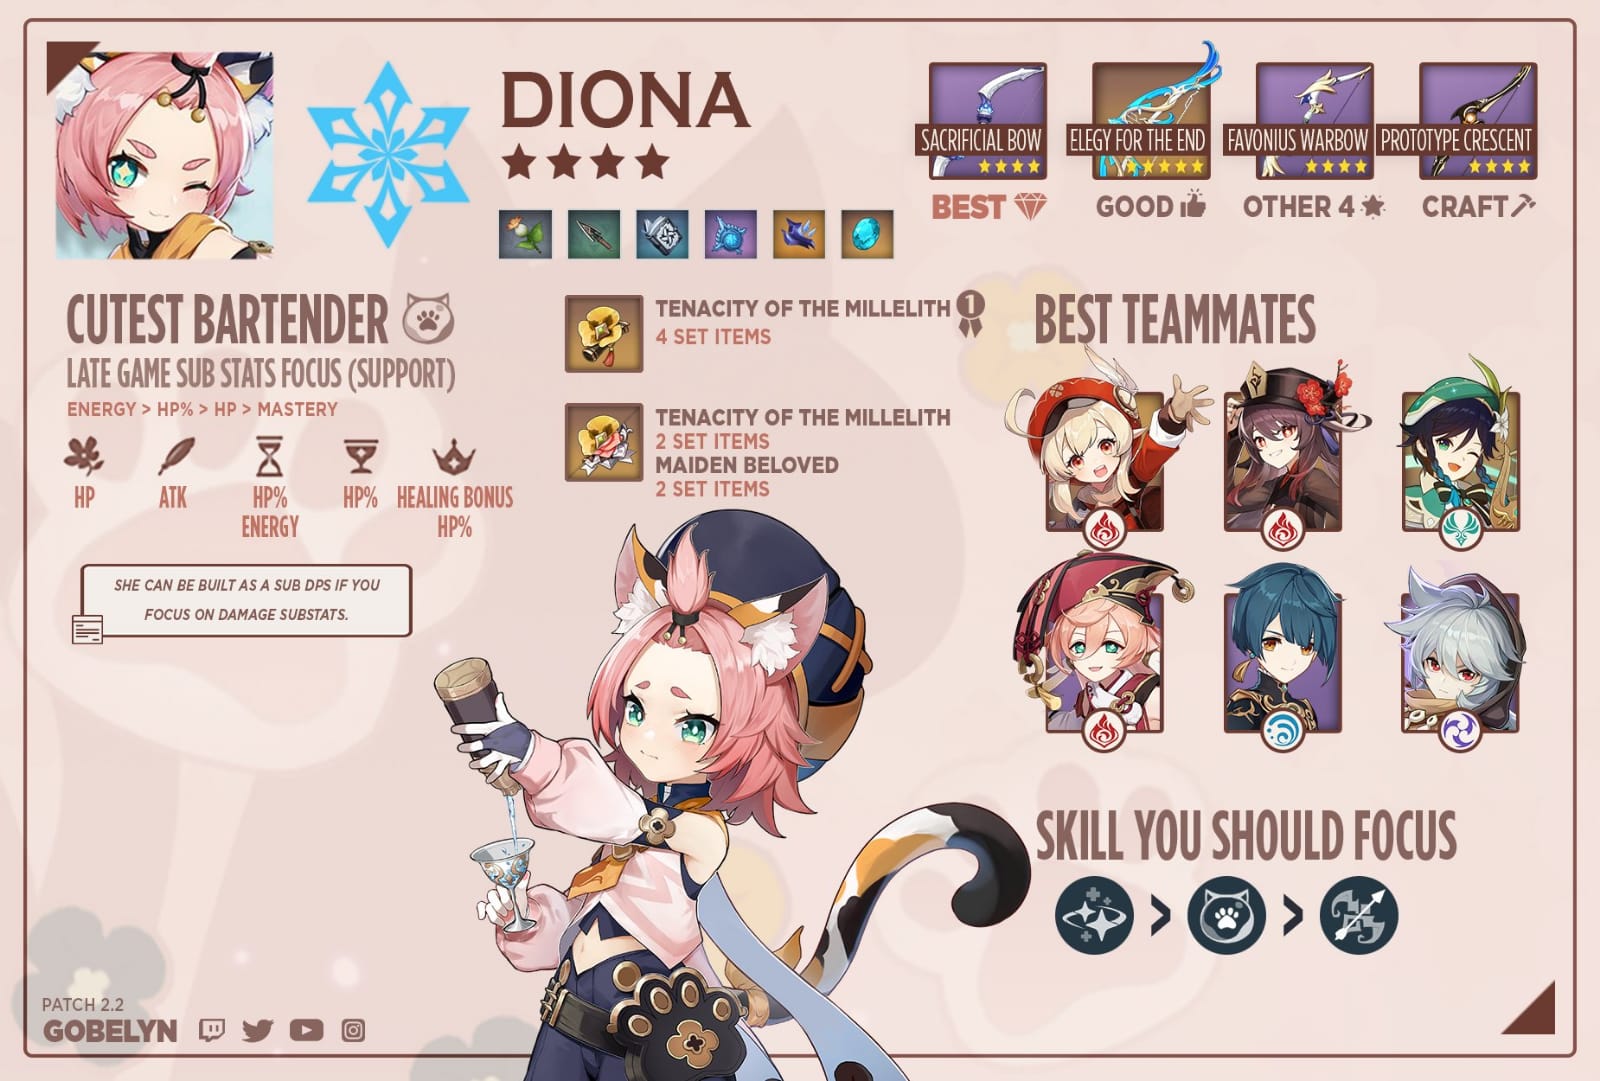 DIONA
SACRIFICIAL BOW
BEST
ELEGY FOR THE END
GOOD
FAVONIUS WARBOW
OTHER 4
PROTOTYPE CRESCENT
CRAFT
CUTEST BARTENDER
LATE GAME SUB STATS FOCUS (SUPPORT)
ENERGY > HP% > HP > MASTERY
HP
ATK
HP%
ENERGY
HP%
HEALING BONUS
HP%
SHE CAN BE BUILT AS A SUB DPS IF YOU
FOCUS ON DAMAGE SUBSTATS.
TENACITY OF THE MILLELITH
1
4 SET ITEMS
TENACITY OF THE MILLELITH
2 SET ITEMS
MAIDEN BELOVED
2 SET ITEMS
BEST TEAMMATES
SKILL YOU SHOULD FOCUS
> >
PATCH 2.2
GOBELYN